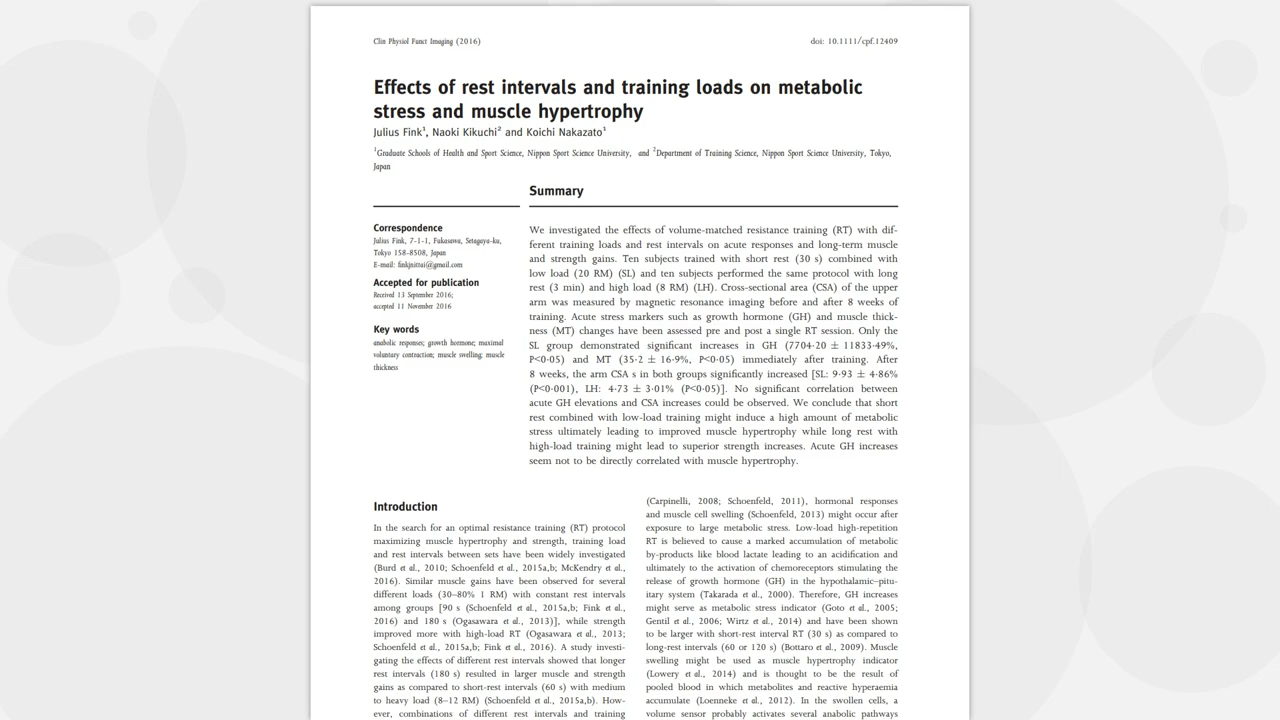 Clin Physiol Funct Imaging (2016)
doi: 10.1111/cpf.12409
Effects of rest intervals and training loads on metabolic
stress and muscle hypertrophy
Julius Fink¹, Naoki Kikuchi² and Koichi Nakazato¹
¹Graduate Schools of Health and Sport Science, Nippon Sport Science University, and ²Department of Training Science, Nippon Sport Science University, Tokyo,
Japan
Summary
Correspondence
Julius Fink, 7-1-1, Fukasawa, Setagaya-ku,
Tokyo 158-8508, Japan
E-mail: finkjnittai@gmail.com
Accepted for publication
Received 13 September 2016;
accepted 11 November 2016
Key words
anabolic responses; growth hormone; maximal
voluntary contraction; muscle swelling; muscle
thickness
We investigated the effects of volume-matched resistance training (RT) with dif-
ferent training loads and rest intervals on acute responses and long-term muscle
and strength gains. Ten subjects trained with short rest (30 s) combined with
low load (20 RM) (SL) and ten subjects performed the same protocol with long
rest (3 min) and high load (8 RM) (LH). Cross-sectional area (CSA) of the upper
arm was measured by magnetic resonance imaging before and after 8 weeks of
training. Acute stress markers such as growth hormone (GH) and muscle thick-
ness (MT) changes have been assessed pre and post a single RT session. Only the
SL group demonstrated significant increases in GH (7704·20 ± 11833·49%,
P<0·05) and MT (35·2 ± 16·9%, P<0·05) immediately after training. After
8 weeks, the arm CSA s in both groups significantly increased [SL: 9·93 ± 4·86%
(P<0·001), LH: 4·73 ± 3·01% (P<0·05)]. No significant correlation between
acute GH elevations and CSA increases could be observed. We conclude that short
rest combined with low-load training might induce a high amount of metabolic
stress ultimately leading to improved muscle hypertrophy while long rest with
high-load training might lead to superior strength increases. Acute GH increases
seem not to be directly correlated with muscle hypertrophy.
Introduction
In the search for an optimal resistance training (RT) protocol
maximizing muscle hypertrophy and strength, training load
and rest intervals between sets have been widely investigated
(Burd et al., 2010; Schoenfeld et al., 2015a,b; McKendry et al.,
2016). Similar muscle gains have been observed for several
different loads (30–80% 1 RM) with constant rest intervals
among groups [90 s (Schoenfeld et al., 2015a,b; Fink et al.,
2016) and 180 s (Ogasawara et al., 2013)], while strength
improved more with high-load RT (Ogasawara et al., 2013;
Schoenfeld et al., 2015a,b; Fink et al., 2016). A study investi-
gating the effects of different rest intervals showed that longer
rest intervals (180 s) resulted in larger muscle and strength
gains as compared to short-rest intervals (60 s) with medium
to heavy load (8–12 RM) (Schoenfeld et al., 2015a,b). How-
ever, combinations of different rest intervals and training
(Carpinelli, 2008; Schoenfeld, 2011), hormonal responses
and muscle cell swelling (Schoenfeld, 2013) might occur after
exposure to large metabolic stress. Low-load high-repetition
RT is believed to cause a marked accumulation of metabolic
by-products like blood lactate leading to an acidification and
ultimately to the activation of chemoreceptors stimulating the
release of growth hormone (GH) in the hypothalamic–pitu-
itary system (Takarada et al., 2000). Therefore, GH increases
might serve as metabolic stress indicator (Goto et al., 2005;
Gentil et al., 2006; Wirtz et al., 2014) and have been shown
to be larger with short-rest interval RT (30 s) as compared to
long-rest intervals (60 or 120 s) (Bottaro et al., 2009). Muscle
swelling might be used as muscle hypertrophy indicator
(Lowery et al., 2014) and is thought to be the result of
pooled blood in which metabolites and reactive hyperaemia
accumulate (Loenneke et al., 2012). In the swollen cells, a
volume sensor probably activates several anabolic pathways